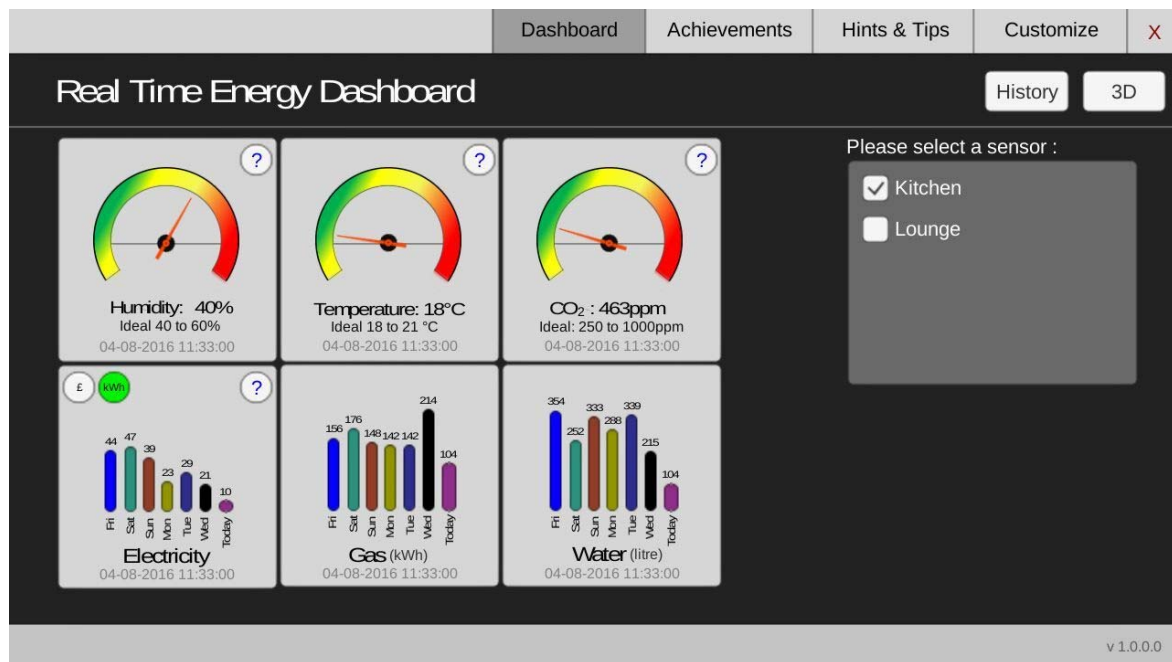 Dashboard Achievements Hints & Tips Customize X
Real Time Energy Dashboard History 3D
Please select a sensor :
Kitchen
Lounge
? ? ?
Humidity: 40% Temperature: 18°C CO₂ : 463ppm
Ideal 40 to 60% Ideal 18 to 21 °C Ideal: 250 to 1000ppm
04-08-2016 11:33:00 04-08-2016 11:33:00 04-08-2016 11:33:00
£ kWh ?
44 47 39 23 29 21 10
Fri Sat Sun Mon Tue Wed Today
Electricity
04-08-2016 11:33:00
156 176 148 142 142 214 104
Fri Sat Sun Mon Tue Wed Today
Gas (kWh)
04-08-2016 11:33:00
354 252 333 288 339 215 104
Fri Sat Sun Mon Tue Wed Today
Water (litre)
04-08-2016 11:33:00
v 1.0.0.0